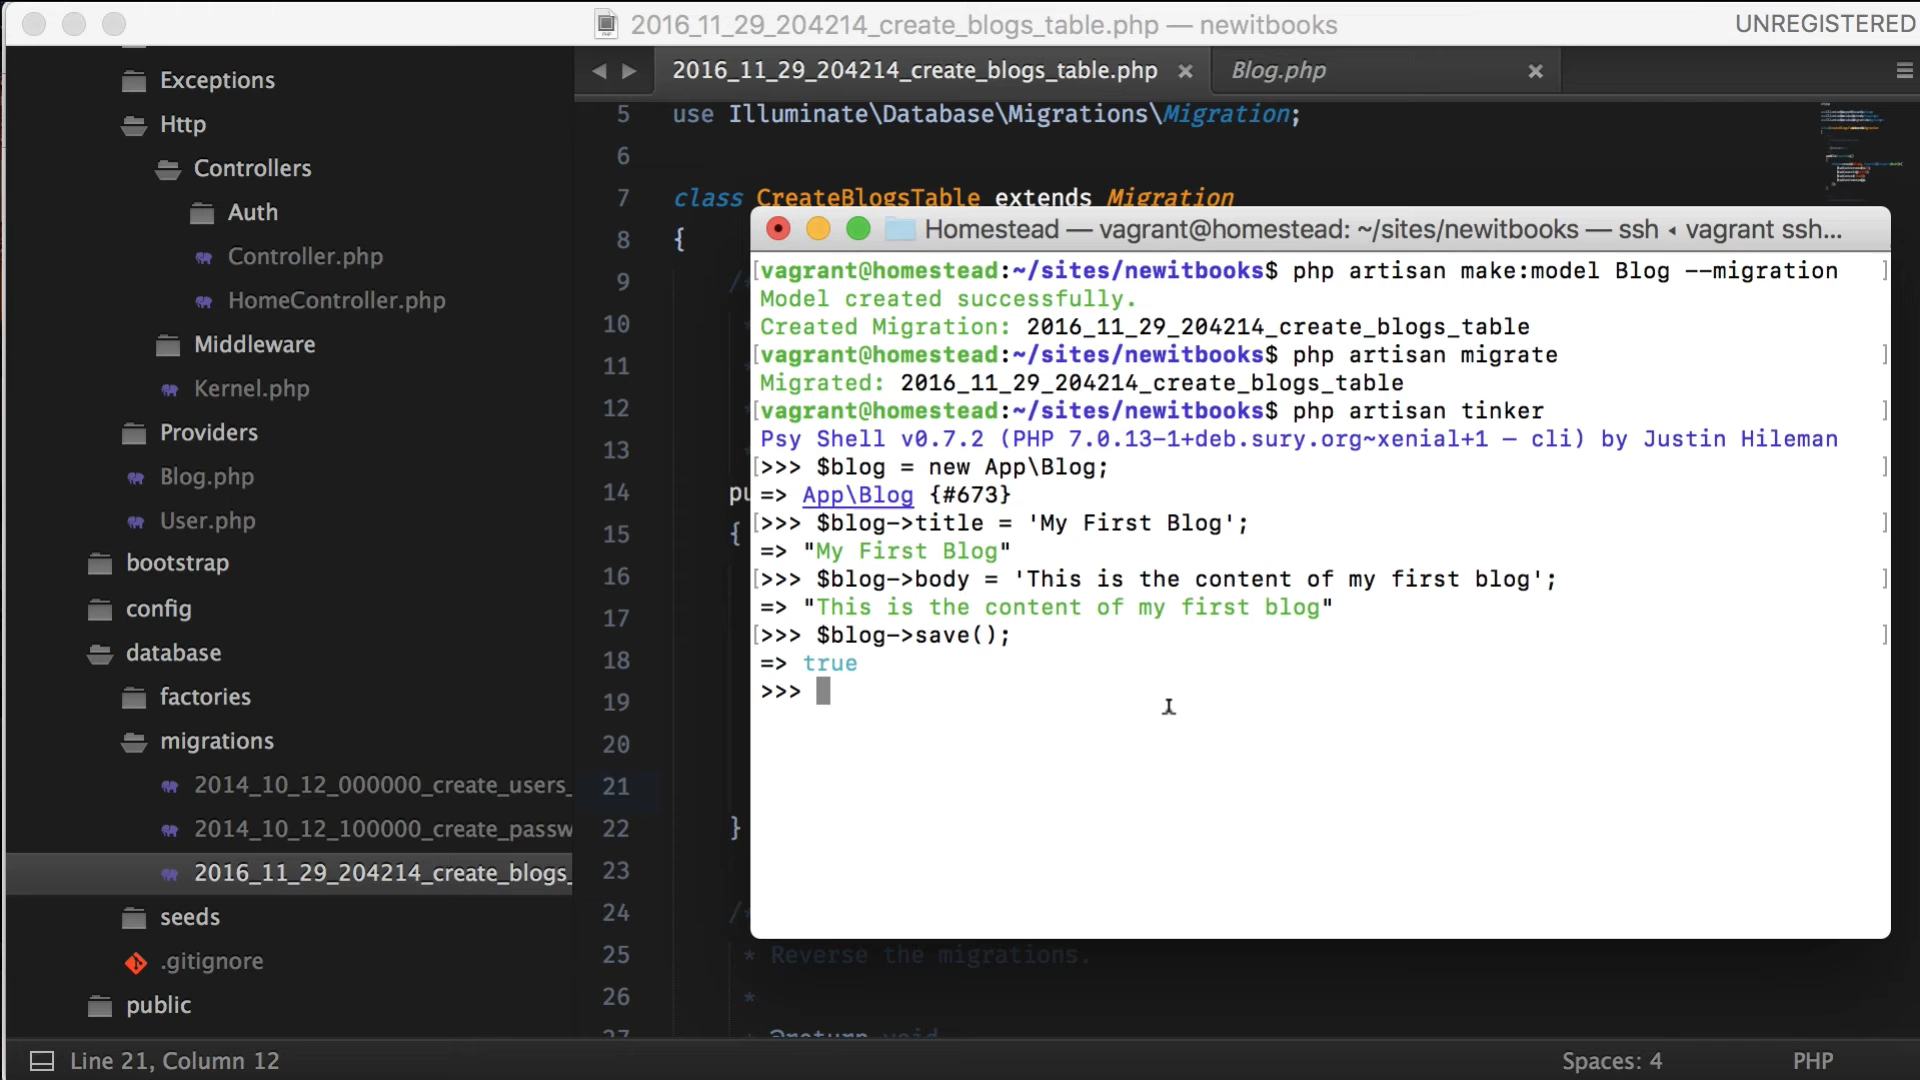 2016_11_29_204214_create_blogs_table.php — newitbooks
UNREGISTERED
Exceptions
Http
Controllers
Auth
Controller.php
HomeController.php
Middleware
Kernel.php
Providers
Blog.php
User.php
bootstrap
config
database
factories
migrations
2014_10_12_000000_create_users_
2014_10_12_100000_create_passw
2016_11_29_204214_create_blogs_
seeds
.gitignore
public
2016_11_29_204214_create_blogs_table.php
Blog.php
5 use Illuminate\Database\Migrations\Migration;
6
7 class CreateBlogsTable extends Migration
8 {
9 /*
10
11
12
13
14 pu
15 {
16
17
18
19
20
21
22 }
23
24 /*
25 * Reverse the migrations.
26 *
27 * @return void
Homestead — vagrant@homestead: ~/sites/newitbooks — ssh ◂ vagrant ssh...
[vagrant@homestead:~/sites/newitbooks$ php artisan make:model Blog --migration ]
Model created successfully.
Created Migration: 2016_11_29_204214_create_blogs_table
[vagrant@homestead:~/sites/newitbooks$ php artisan migrate ]
Migrated: 2016_11_29_204214_create_blogs_table
[vagrant@homestead:~/sites/newitbooks$ php artisan tinker ]
Psy Shell v0.7.2 (PHP 7.0.13-1+deb.sury.org~xenial+1 — cli) by Justin Hileman
[>>> $blog = new App\Blog; ]
=> App\Blog {#673}
[>>> $blog->title = 'My First Blog'; ]
=> "My First Blog"
[>>> $blog->body = 'This is the content of my first blog'; ]
=> "This is the content of my first blog"
[>>> $blog->save(); ]
=> true
>>>
Line 21, Column 12
Spaces: 4
PHP